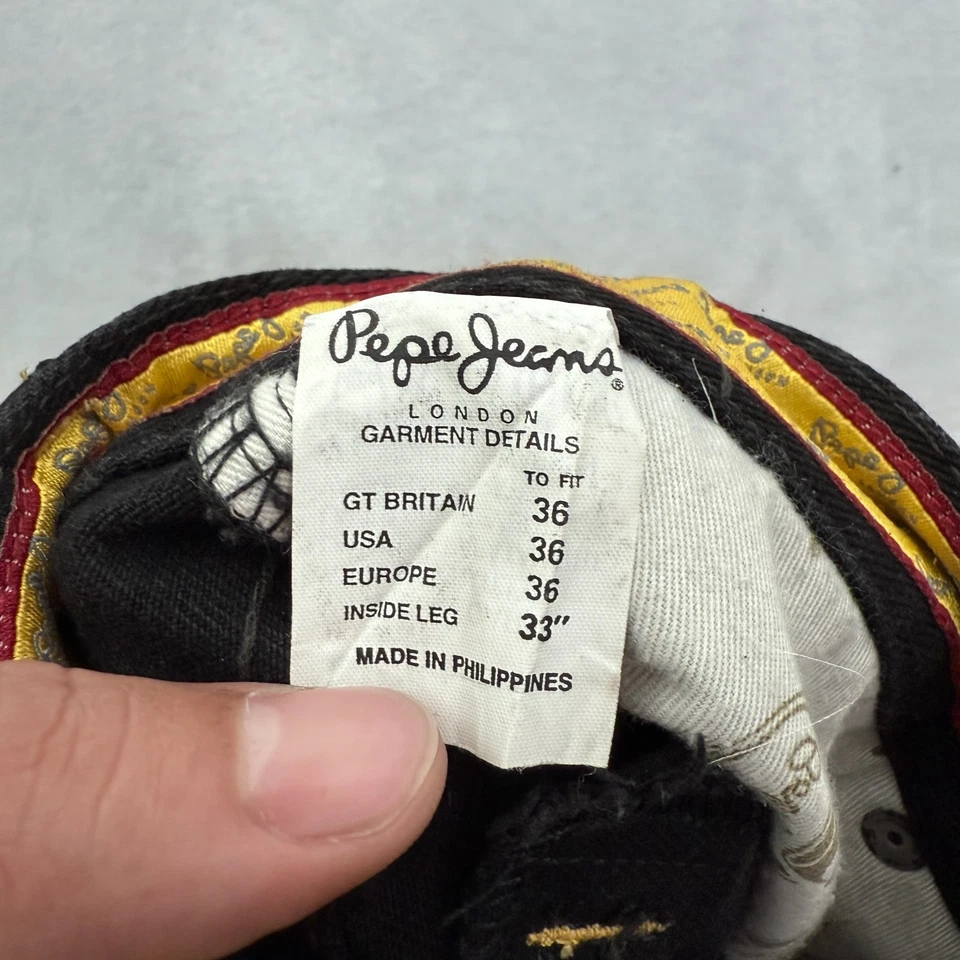 Pepe Jeans®
LONDON
GARMENT DETAILS
TO FIT
GT BRITAIN 36
USA 36
EUROPE 36
INSIDE LEG 33"
MADE IN PHILIPPINES